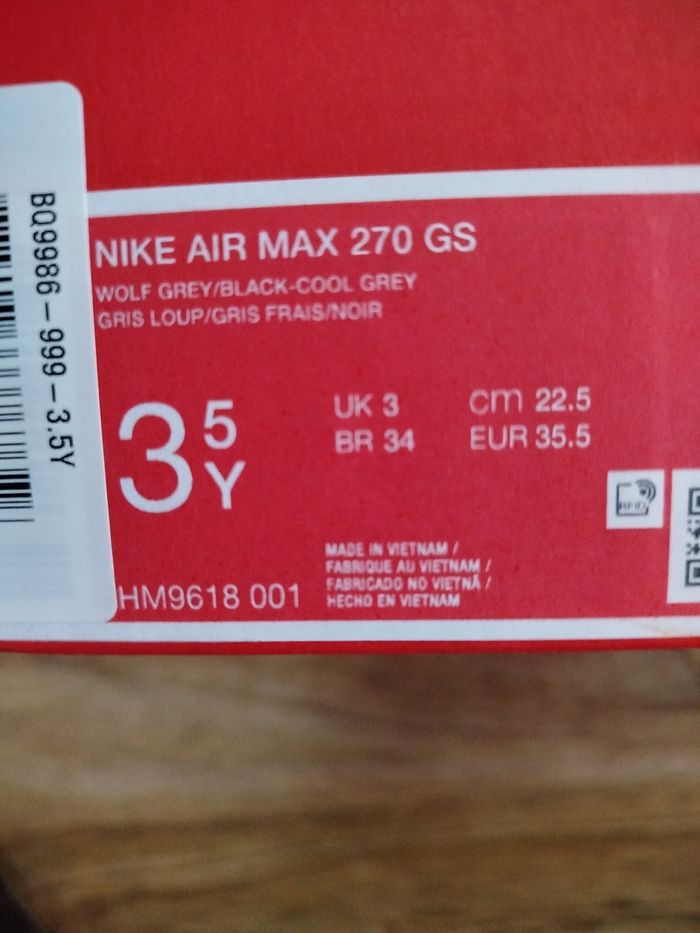 BQ9986-999-3.5Y
NIKE AIR MAX 270 GS
WOLF GREY/BLACK-COOL GREY
GRIS LOUP/GRIS FRAIS/NOIR
3 5 Y
UK 3
cm 22.5
BR 34
EUR 35.5
RFID
MADE IN VIETNAM /
FABRIQUE AU VIETNAM /
FABRICADO NO VIETNÃ /
HECHO EN VIETNAM
HM9618 001